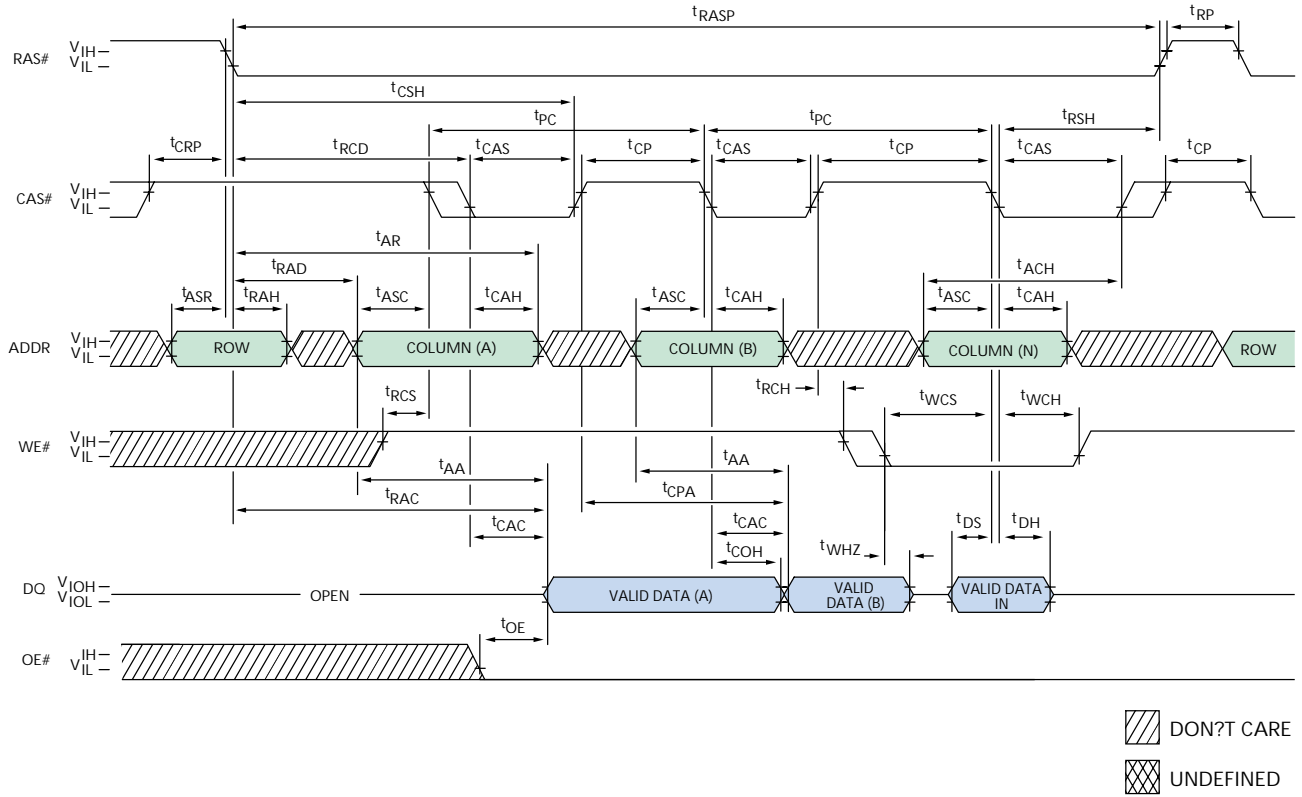 tRASP
tRP
RAS#
VIH
VIL
tCSH
tPC
tPC
tRSH
tCRP
tRCD
tCAS
tCP
tCAS
tCP
tCAS
tCP
CAS#
VIH
VIL
tAR
tRAD
tACH
tASR
tRAH
tASC
tCAH
tASC
tCAH
tASC
tCAH
ADDR
VIH
VIL
ROW
COLUMN (A)
COLUMN (B)
COLUMN (N)
ROW
tRCH
tRCS
tWCS
tWCH
WE#
VIH
VIL
tAA
tAA
tRAC
tCPA
tCAC
tCAC
tCOH
tWHZ
tDS
tDH
DQ
VIOH
VIOL
OPEN
VALID DATA (A)
VALID
DATA (B)
VALID DATA
IN
tOE
OE#
IH
VIL
DON?T CARE
UNDEFINED